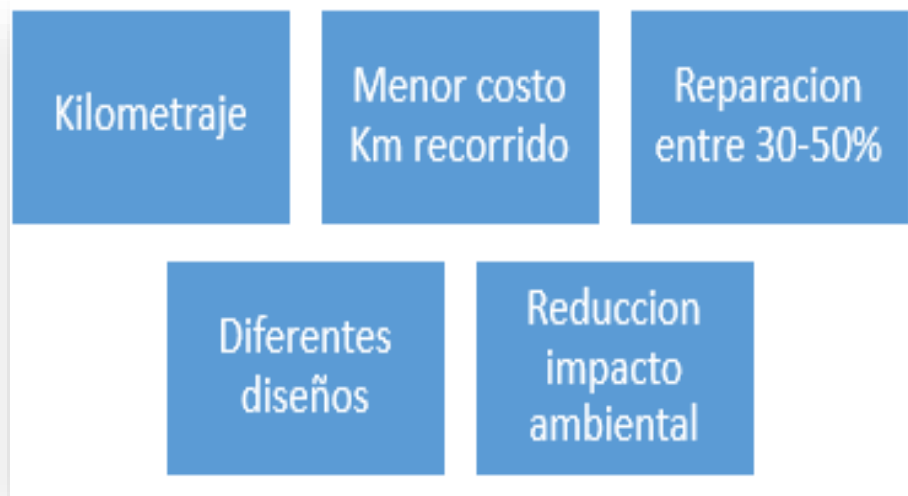 Kilometraje
Menor costo
Km recorrido
Reparacion
entre 30-50%
Diferentes
diseños
Reduccion
impacto
ambiental